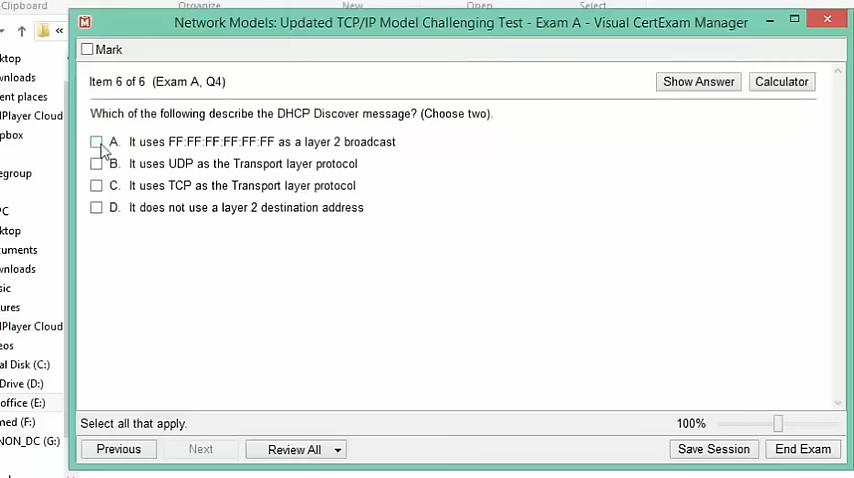 Clipboard
Organize
New
Open
Select
Network Models: Updated TCP/IP Model Challenging Test - Exam A - Visual CertExam Manager
Mark
Item 6 of 6 (Exam A, Q4)
Show Answer
Calculator
Which of the following describe the DHCP Discover message? (Choose two).
A. It uses FF:FF:FF:FF:FF:FF as a layer 2 broadcast
B. It uses UDP as the Transport layer protocol
C. It uses TCP as the Transport layer protocol
D. It does not use a layer 2 destination address
Select all that apply.
100%
Previous
Next
Review All
Save Session
End Exam
«
ktop
wnloads
ent places
IPlayer Cloud
pbox
egroup
PC
ktop
uments
wnloads
sic
ures
IPlayer Cloud
eos
al Disk (C:)
Drive (D:)
office (E:)
med (F:)
NON_DC (G:)